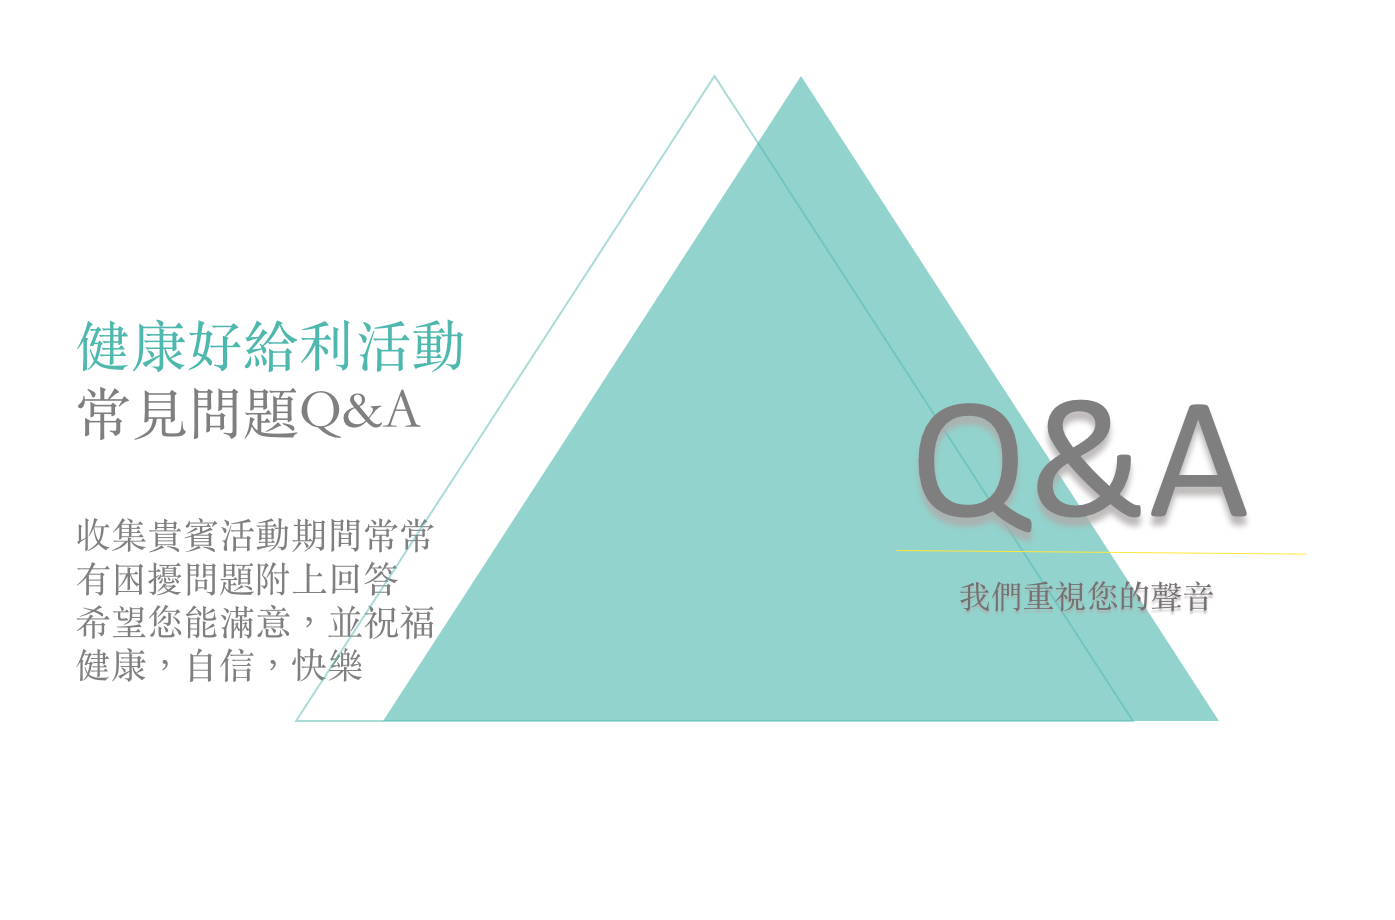 健康好給利活動
常見問題Q&A
收集貴賓活動期間常常
有困擾問題附上回答
希望您能滿意，並祝福
健康，自信，快樂
Q&A
我們重視您的聲音